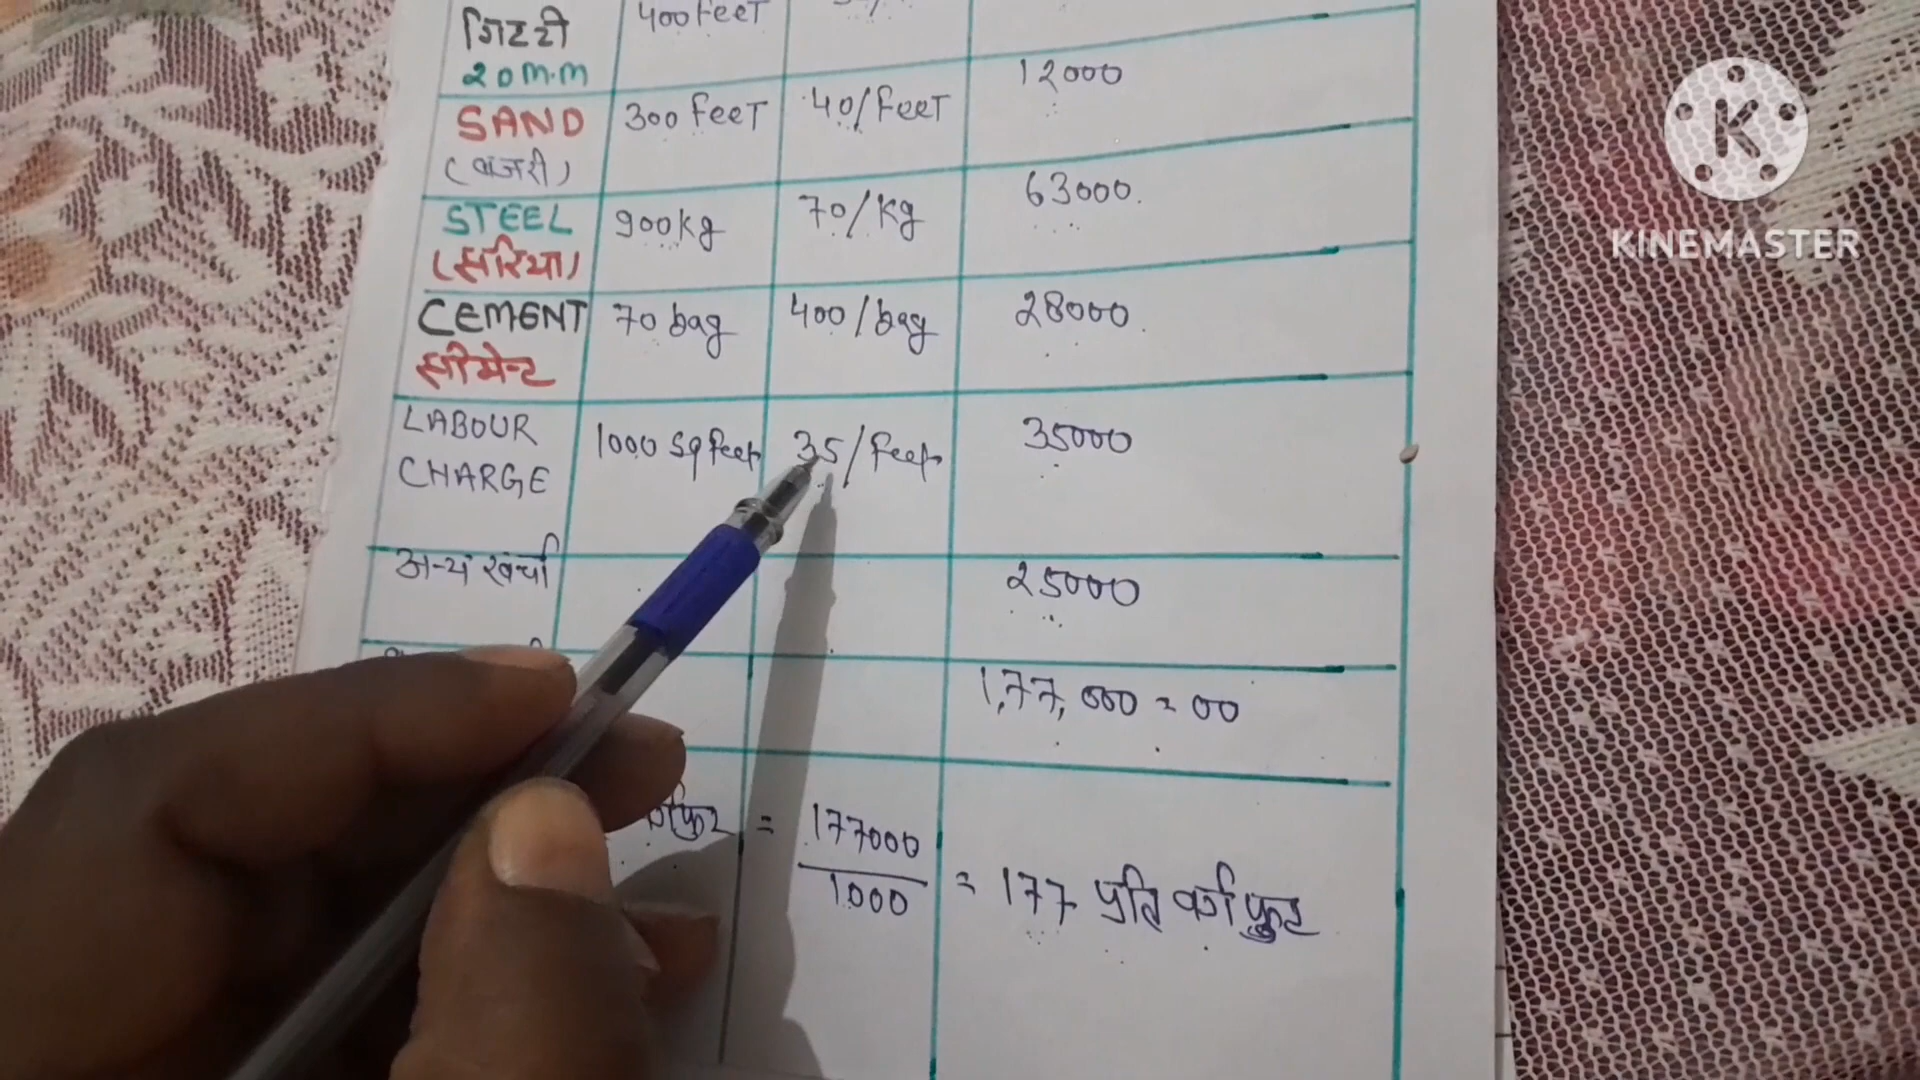 गिटटी 400 feet
20 M.M 12000
SAND 300 feet 40/feet
(बजरी)
STEEL 900kg 70/kg 63000
(सरिया)
CEMENT 70 bag 400/bag 28000
सीमेन्ट
LABOUR 1000 sq feet 35/feet 35000
CHARGE
अन्य खर्चा 25000
1,77,000=00
= 177000
1000 = 177 प्रति वर्ग फुट
K
KINEMASTER